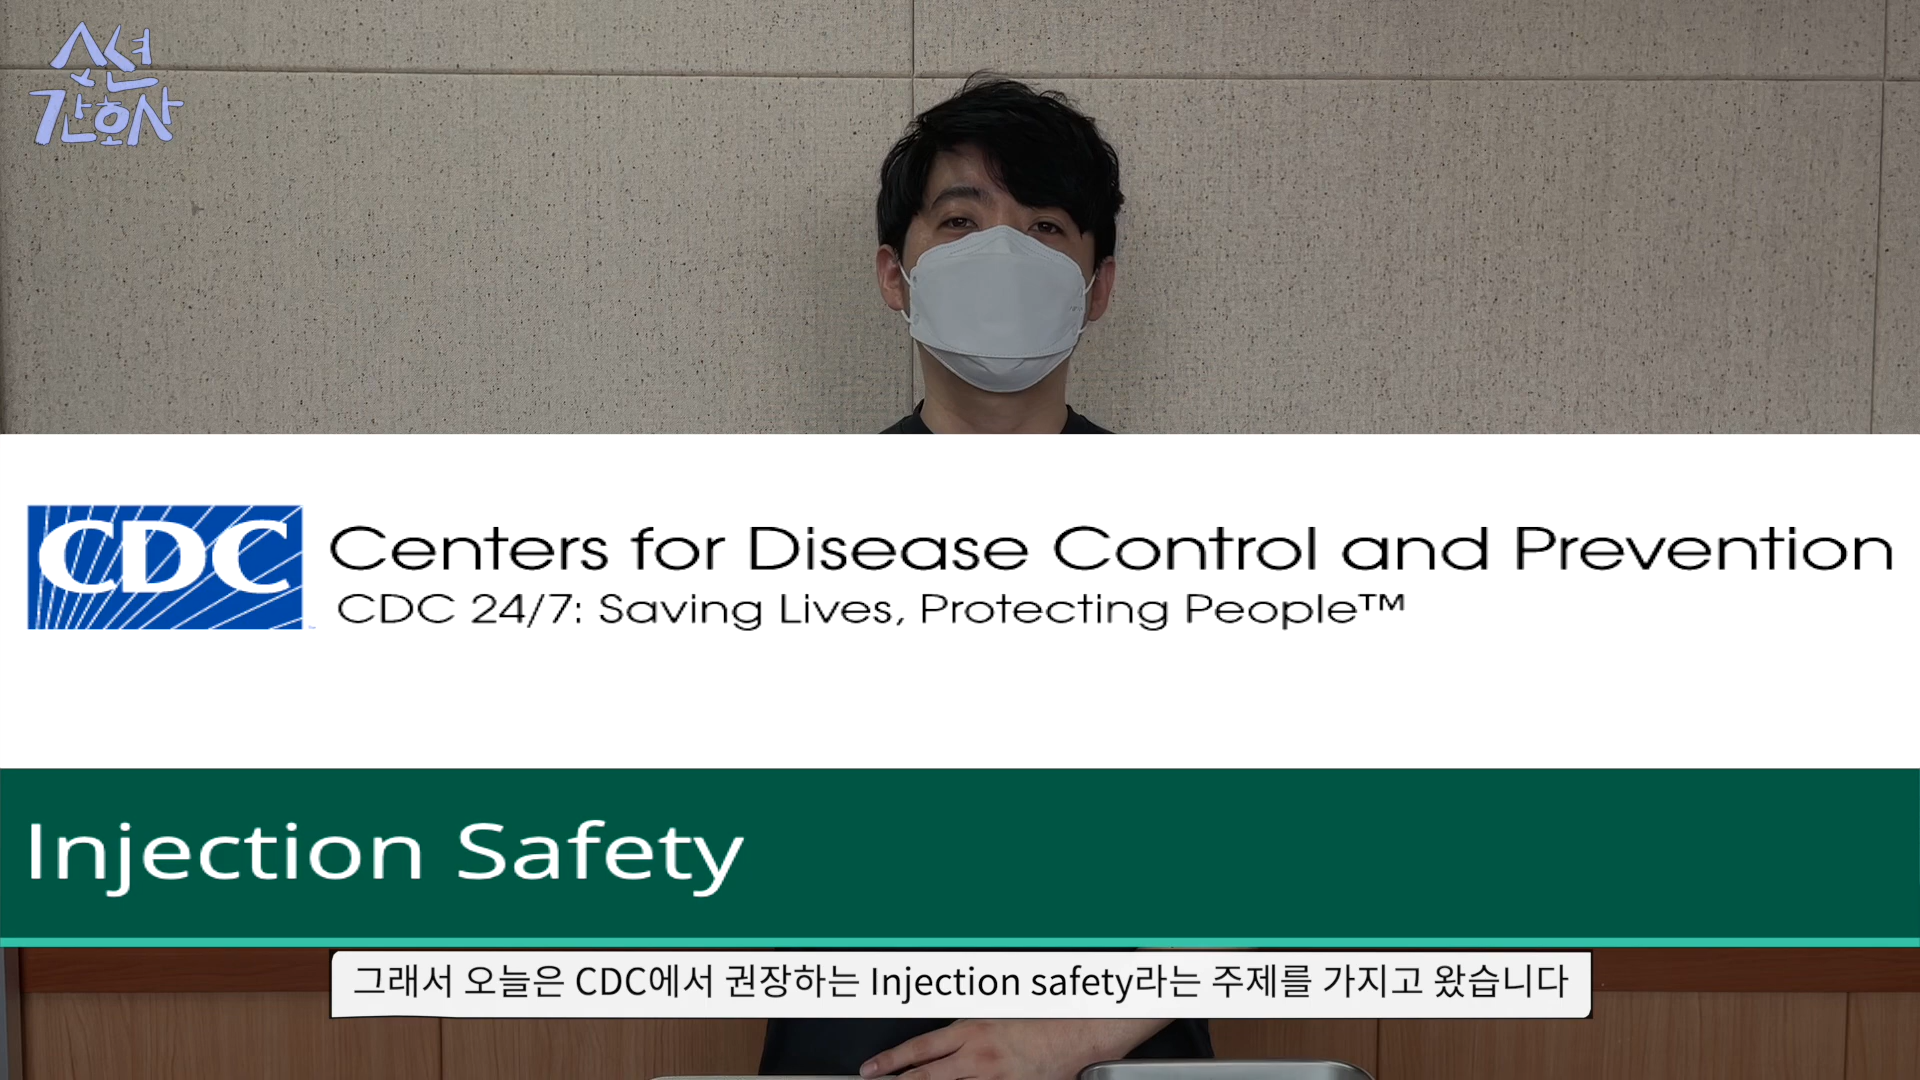 소션
간호사
CDC
Centers for Disease Control and Prevention
CDC 24/7: Saving Lives, Protecting People™
Injection Safety
그래서 오늘은 CDC에서 권장하는 Injection safety라는 주제를 가지고 왔습니다